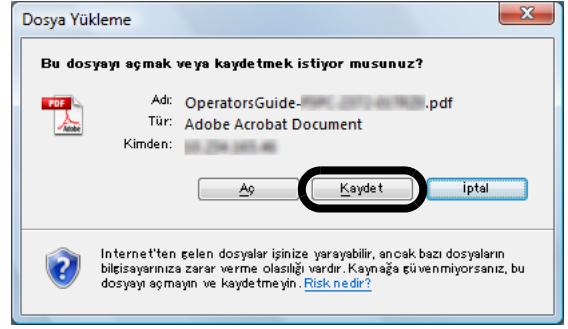 Dosya Yükleme
Bu dosyayı açmak veya kaydetmek istiyor musunuz?
PDF
Adobe
Adı: OperatorsGuide- .pdf
Tür: Adobe Acrobat Document
Kimden:
Aç Kaydet İptal
Internet'ten gelen dosyalar işinize yarayabilir, ancak bazı dosyaların
bilgisayarınıza zarar verme olasılığı vardır. Kaynağa güvenmiyorsanız, bu
dosyayı açmayın ve kaydetmeyin. Risk nedir?